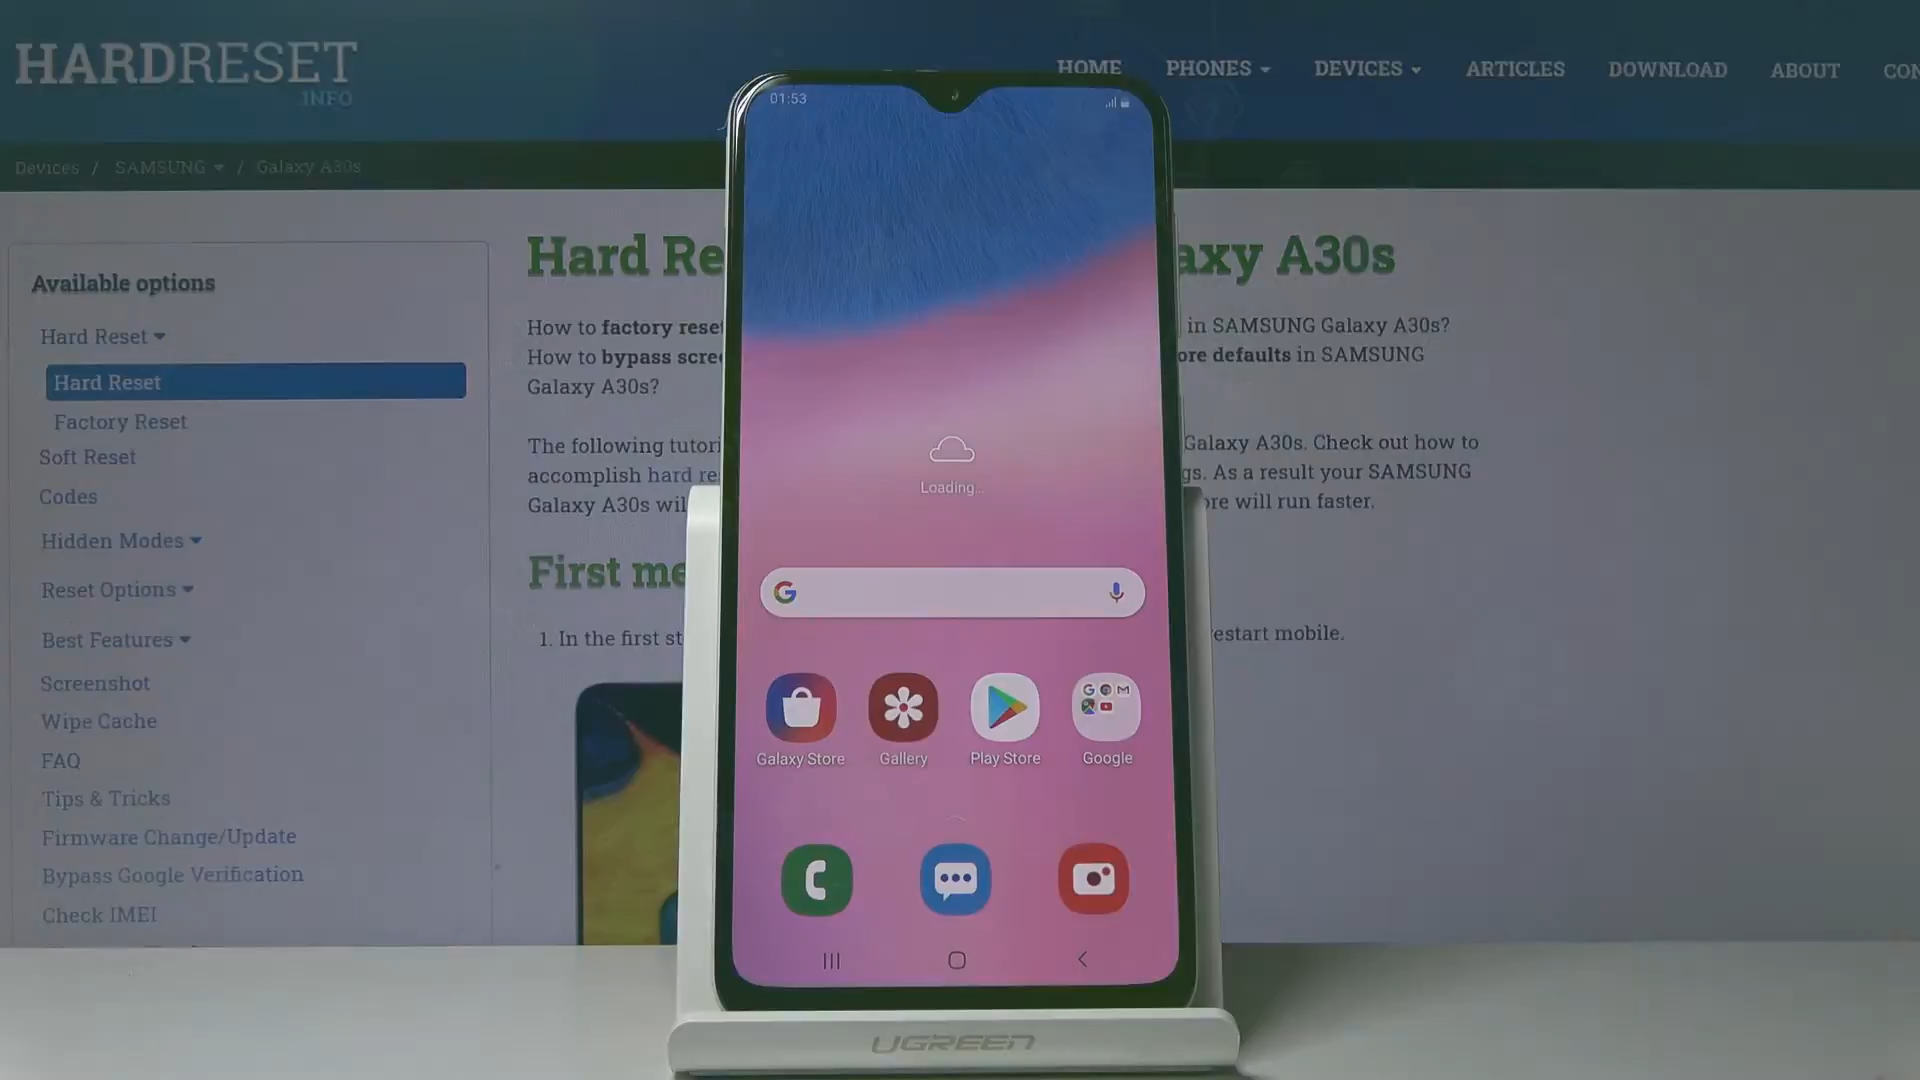 HARDRESET
INFO
HOME PHONES DEVICES ARTICLES DOWNLOAD ABOUT
Devices / SAMSUNG / Galaxy A30s
Available options
Hard Reset
Hard Reset
Factory Reset
Soft Reset
Codes
Hidden Modes
Reset Options
Best Features
Screenshot
Wipe Cache
FAQ
Tips & Tricks
Firmware Change/Update
Bypass Google Verification
Check IMEI
Hard Re axy A30s
How to factory reset in SAMSUNG Galaxy A30s?
How to bypass scre ore defaults in SAMSUNG
Galaxy A30s?
The following tutori Galaxy A30s. Check out how to
accomplish hard re gs. As a result your SAMSUNG
Galaxy A30s wil ore will run faster.
First me
1. In the first st estart mobile.
01:53
Loading...
Galaxy Store Gallery Play Store Google
UGREEN